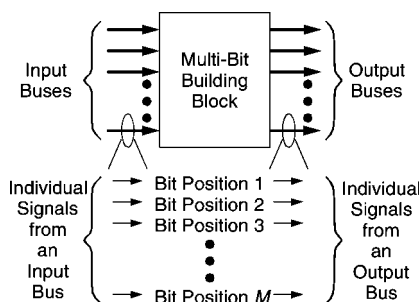 Input
Buses
Multi-Bit
Building
Block
Output
Buses
Individual
Signals
from
an
Input
Bus
Bit Position 1
Bit Position 2
Bit Position 3
Bit Position M
Individual
Signals
from
an
Output
Bus